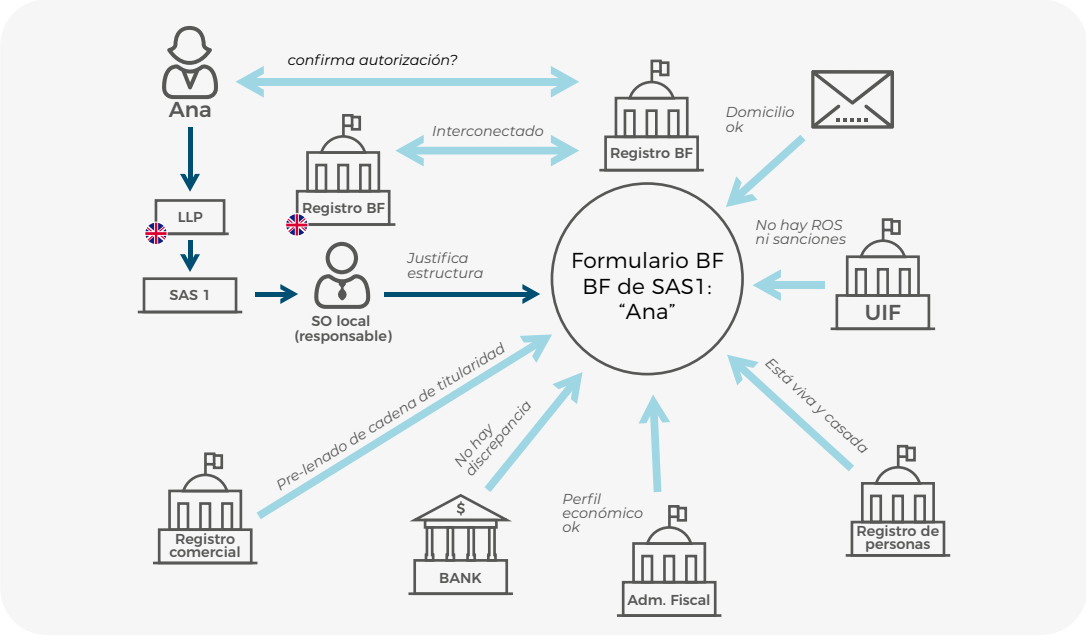 confirma autorización?
Ana
Interconectado
Registro BF
Domicilio
ok
Registro BF
LLP
No hay ROS
ni sanciones
Justifica
estructura
Formulario BF
BF de SAS1:
“Ana”
SAS 1
SO local
(responsable)
UIF
Pre-lenado de cadena de titularidad
No hay
discrepancia
Está viva y casada
Perfil
económico
ok
Registro
comercial
$
BANK
Adm. Fiscal
Registro de
personas